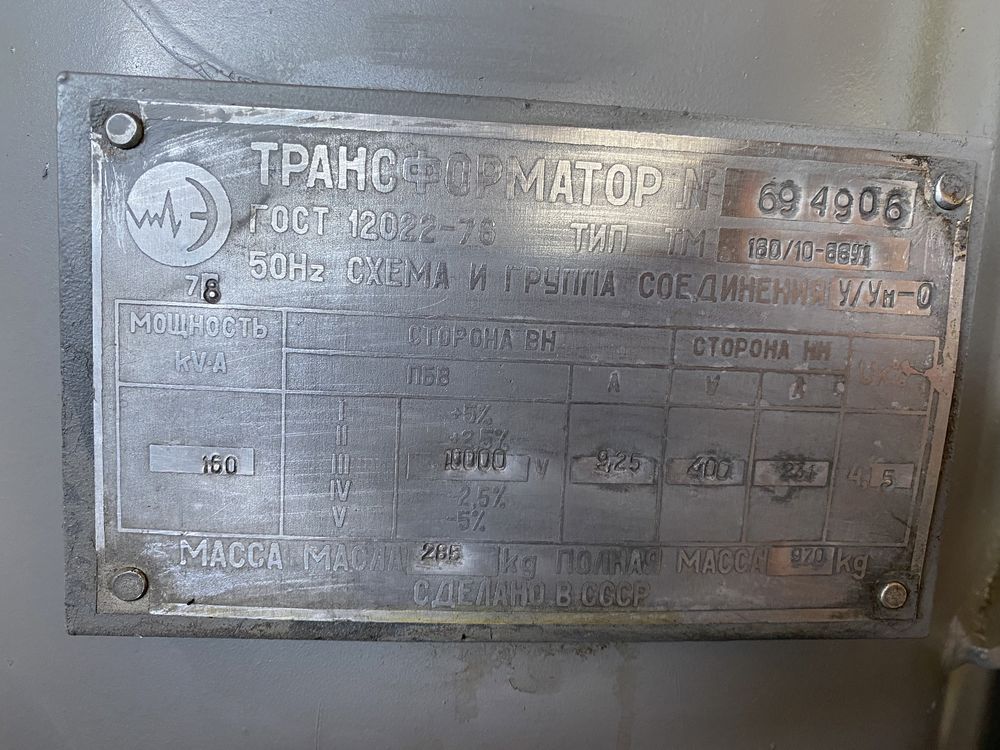 ТРАНСФОРМАТОР № 694906
ГОСТ 12022-76 ТИП ТМ 160/10-66У1
78
50Hz СХЕМА И ГРУППА СОЕДИНЕНИЯ У/Ун-0
МОЩНОСТЬ kV·A СТОРОНА ВН СТОРОНА НН
ПБВ А V А
I +5%
II +2,5%
160 III 10000 V 9,25 400 231 4,5
IV -2,5%
V -5%
МАССА МАСЛА 285 kg ПОЛНАЯ МАССА 970 kg
СДЕЛАНО В СССР